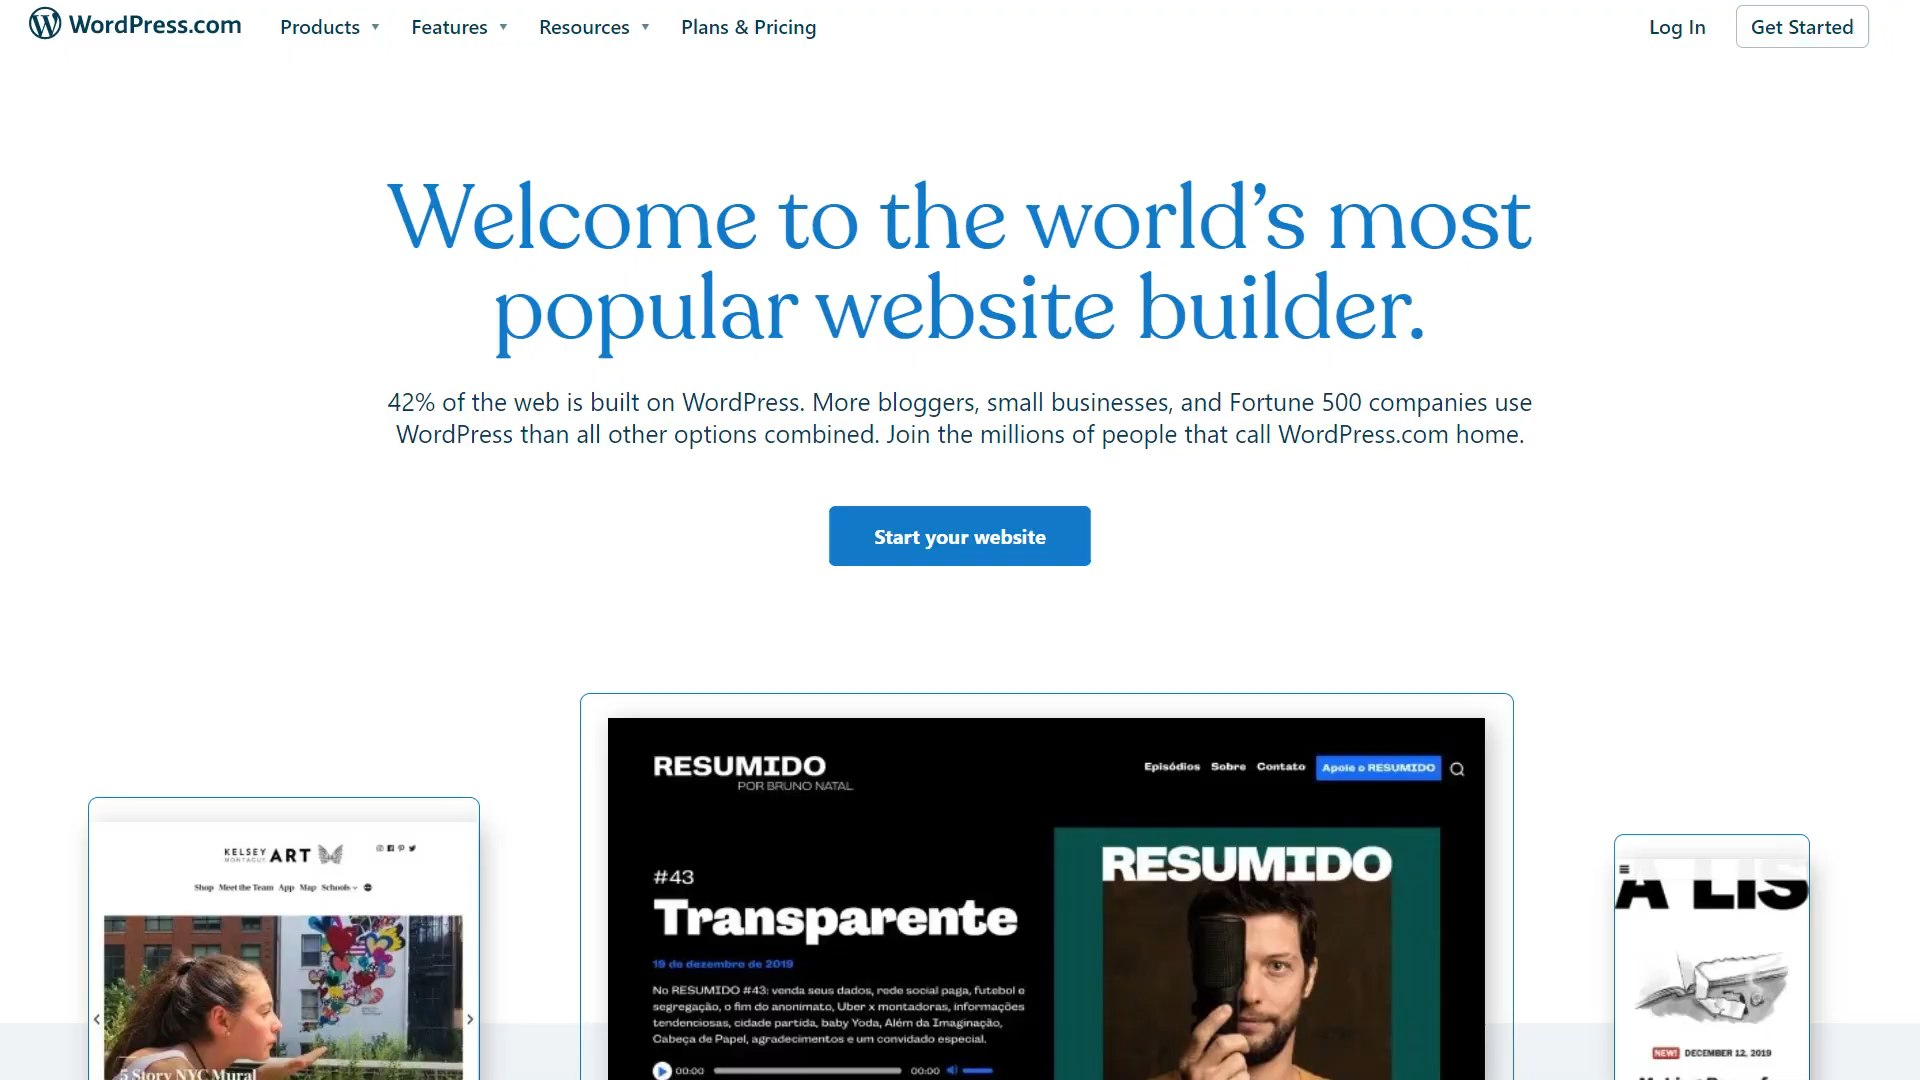 WordPress.com
Products
Features
Resources
Plans & Pricing
Log In
Get Started
Welcome to the world’s most
popular website builder.
42% of the web is built on WordPress. More bloggers, small businesses, and Fortune 500 companies use
WordPress than all other options combined. Join the millions of people that call WordPress.com home.
Start your website
KELSEY
MONTAGUE
ART
Shop Meet the Team App Map Schools
5 Story NYC Mural
RESUMIDO
POR BRUNO NATAL
Episódios Sobre Contato Apoie o RESUMIDO
#43
Transparente
19 de dezembro de 2019
No RESUMIDO #43: venda seus dados, rede social paga, futebol e
segregação, o fim do anonimato, Uber x montadoras, informações
tendenciosas, cidade partida, baby Yoda, Além da Imaginação,
Cabeça de Papel, agradecimentos e um convidado especial.
00:00
00:00
RESUMIDO
A LIS
NEW! DECEMBER 12, 2019